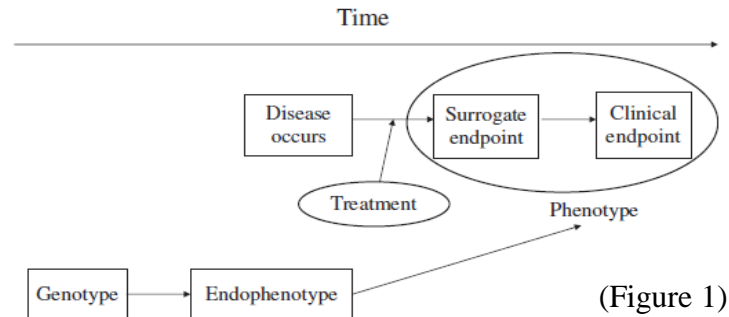 Time
Disease
occurs
Surrogate
endpoint
Clinical
endpoint
Treatment
Phenotype
Genotype
Endophenotype
(Figure 1)